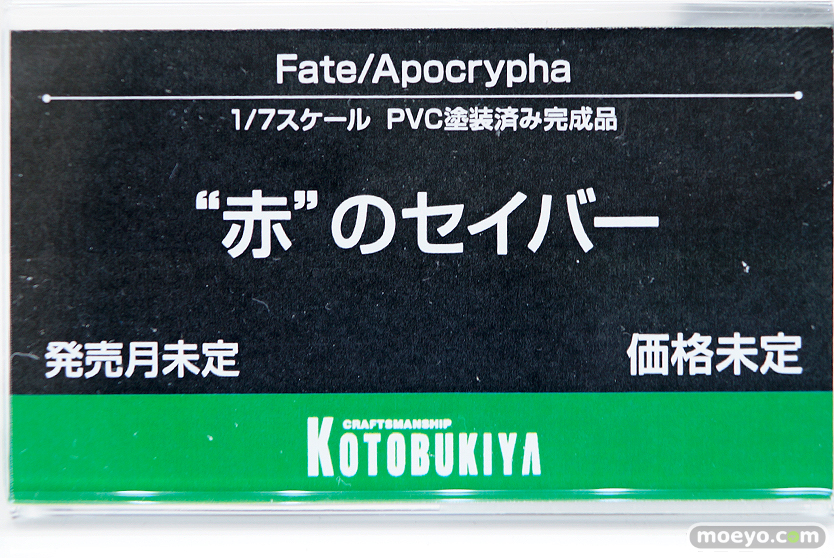 Fate/Apocrypha
1/7スケール PVC塗装済み完成品
“赤”のセイバー
発売月未定 価格未定
CRAFTSMANSHIP
KOTOBUKIYA
moeyo.com